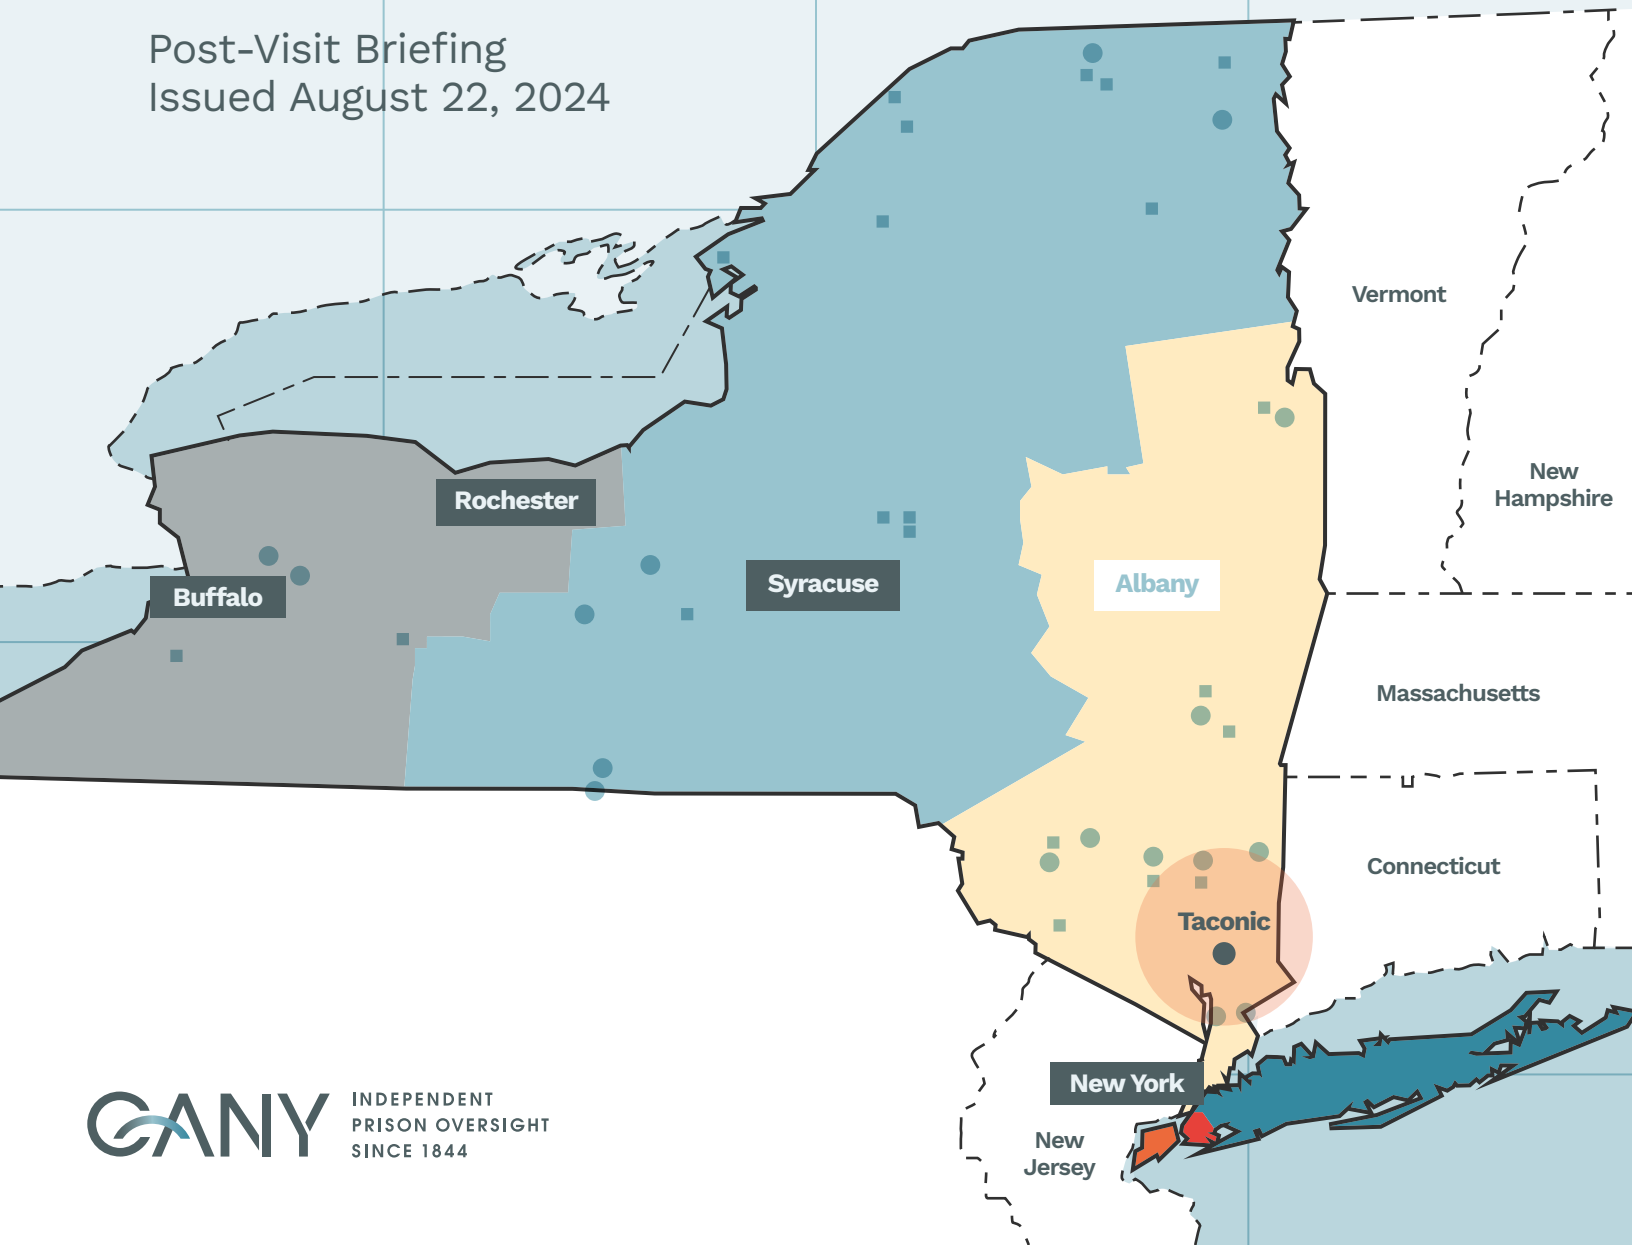 Post-Visit Briefing
Issued August 22, 2024
Vermont
New
Hampshire
Rochester
Syracuse
Albany
Buffalo
Massachusetts
Connecticut
Taconic
New York
New
Jersey
CANY
INDEPENDENT
PRISON OVERSIGHT
SINCE 1844